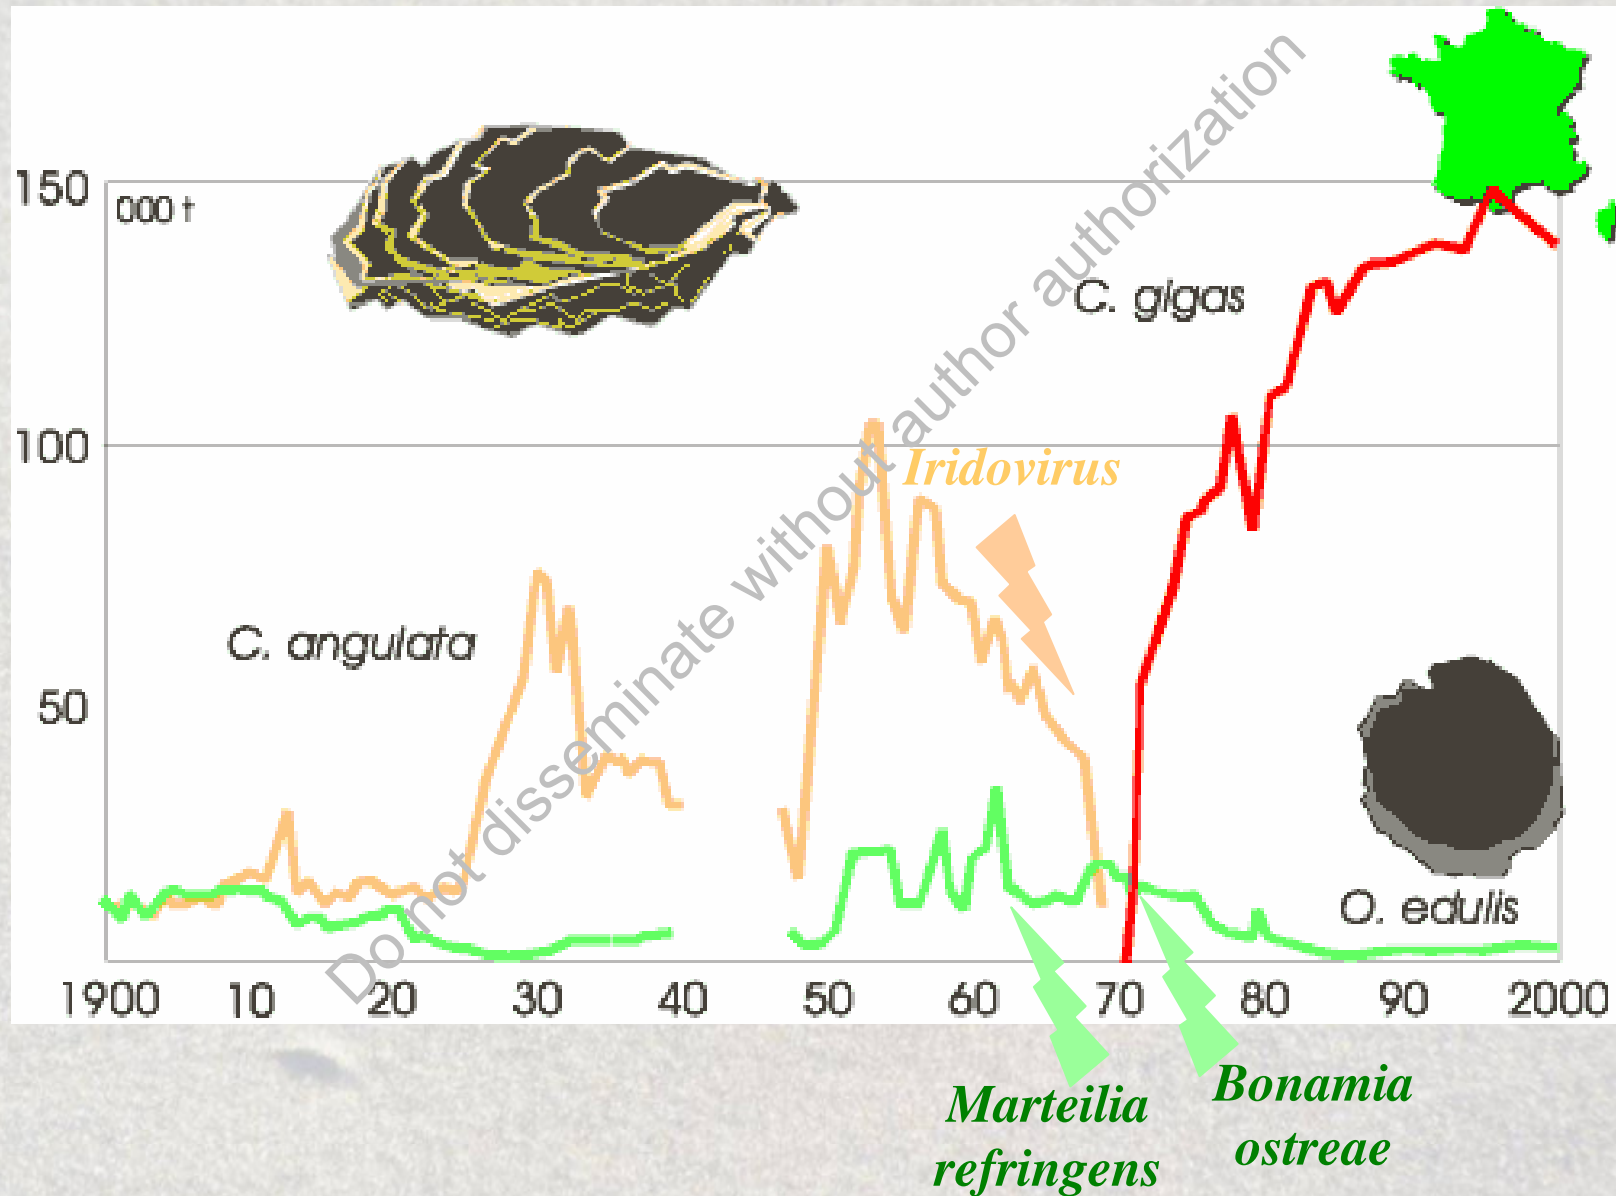 150
000 t
C. gigas
100
Iridovirus
C. angulata
50
O. edulis
1900 10 20 30 40 50 60 70 80 90 2000
Marteilia
refringens
Bonamia
ostreae
Do not disseminate without author authorization